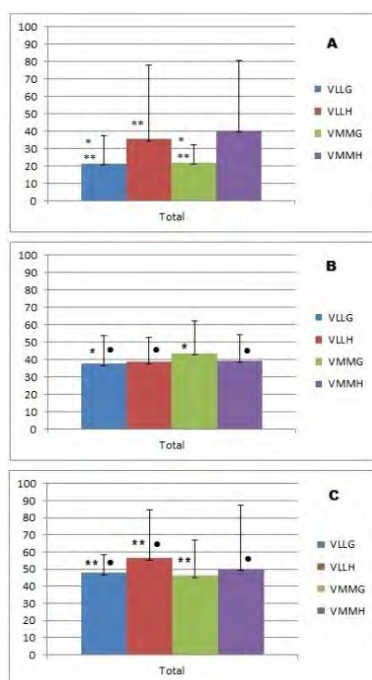 100
90
80
70
60
50
40
30
20
10
0
A
* ** ** * **
Total
VLLG
VLLH
VMMG
VMMH
100
90
80
70
60
50
40
30
20
10
0
B
* • • * •
Total
VLLG
VLLH
VMMG
VMMH
100
90
80
70
60
50
40
30
20
10
0
C
** • ** • ** •
Total
VLLG
VLLH
VMMG
VMMH